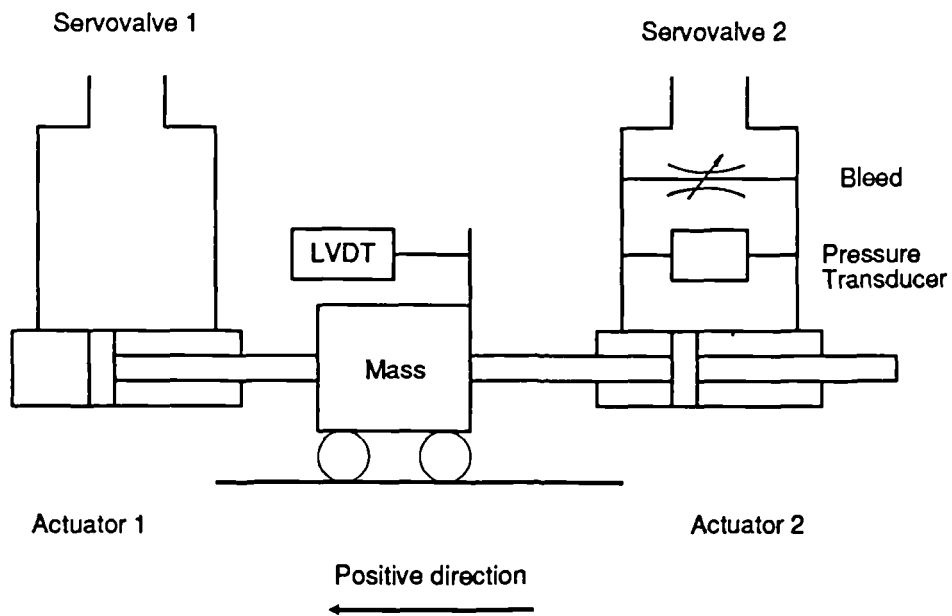 Servovalve 1
Servovalve 2
Bleed
LVDT
Pressure
Transducer
Mass
Actuator 1
Actuator 2
Positive direction